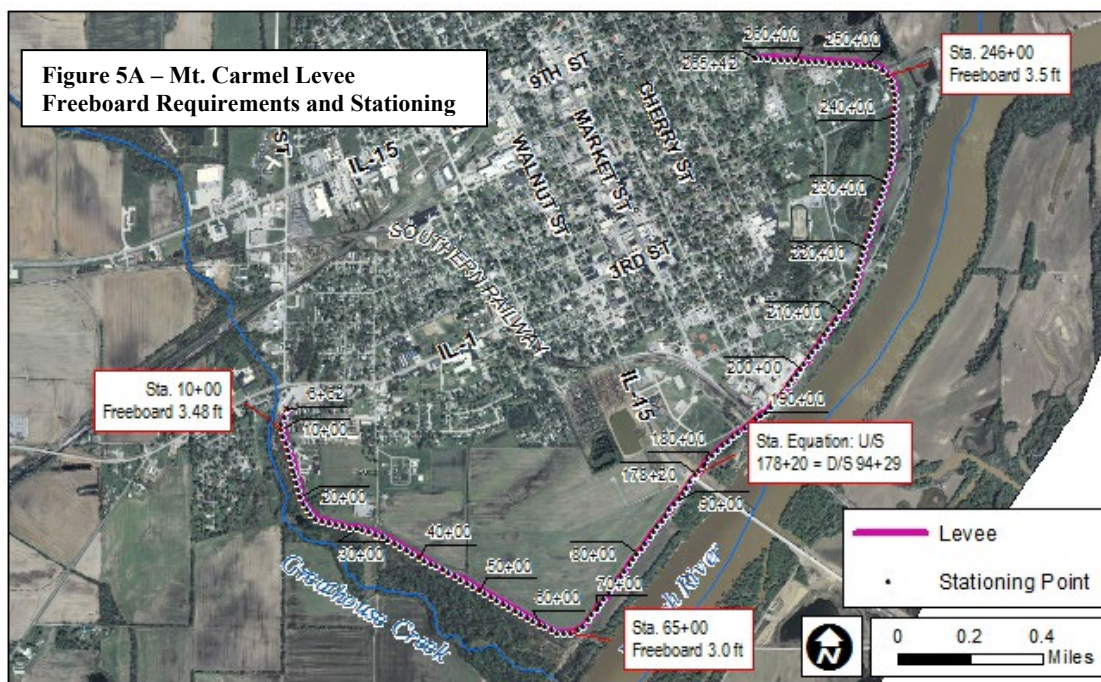 Figure 5A – Mt. Carmel Levee
Freeboard Requirements and Stationing
260+00
250+00
265+42
Sta. 246+00
Freeboard 3.5 ft
9TH ST
CHERRY ST
240+00
ST
IL-15
MARKET ST
WALNUT ST
230+00
SOUTHERN RAILWAY
3RD ST
220+00
210+00
IL-1
200+00
Sta. 10+00
Freeboard 3.48 ft
6+62
IL-15
190+00
10+00
180+00
Sta. Equation: U/S
178+20 = D/S 94+29
178+20
20+00
90+00
40+00
30+00
80+00
Levee
50+00
70+00
Stationing Point
Greathouse Creek
60+00
River
Sta. 65+00
Freeboard 3.0 ft
N
0 0.2 0.4
Miles